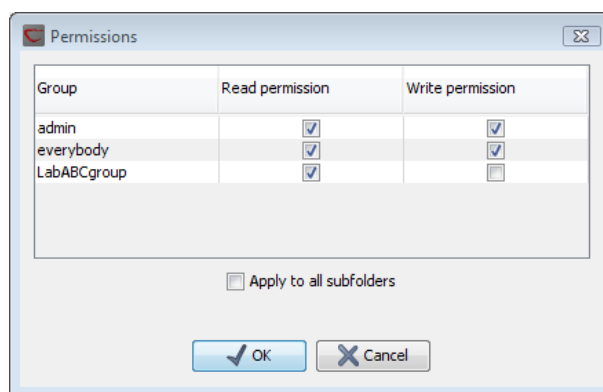 Permissions
Group Read permission Write permission
admin
everybody
LabABCgroup
Apply to all subfolders
OK Cancel